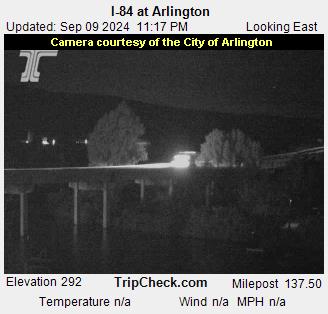 I-84 at Arlington
Updated: Sep 09 2024 11:17 PM Looking East
Camera courtesy of the City of Arlington
Elevation 292 TripCheck.com Milepost 137.50
Temperature n/a Wind n/a MPH n/a